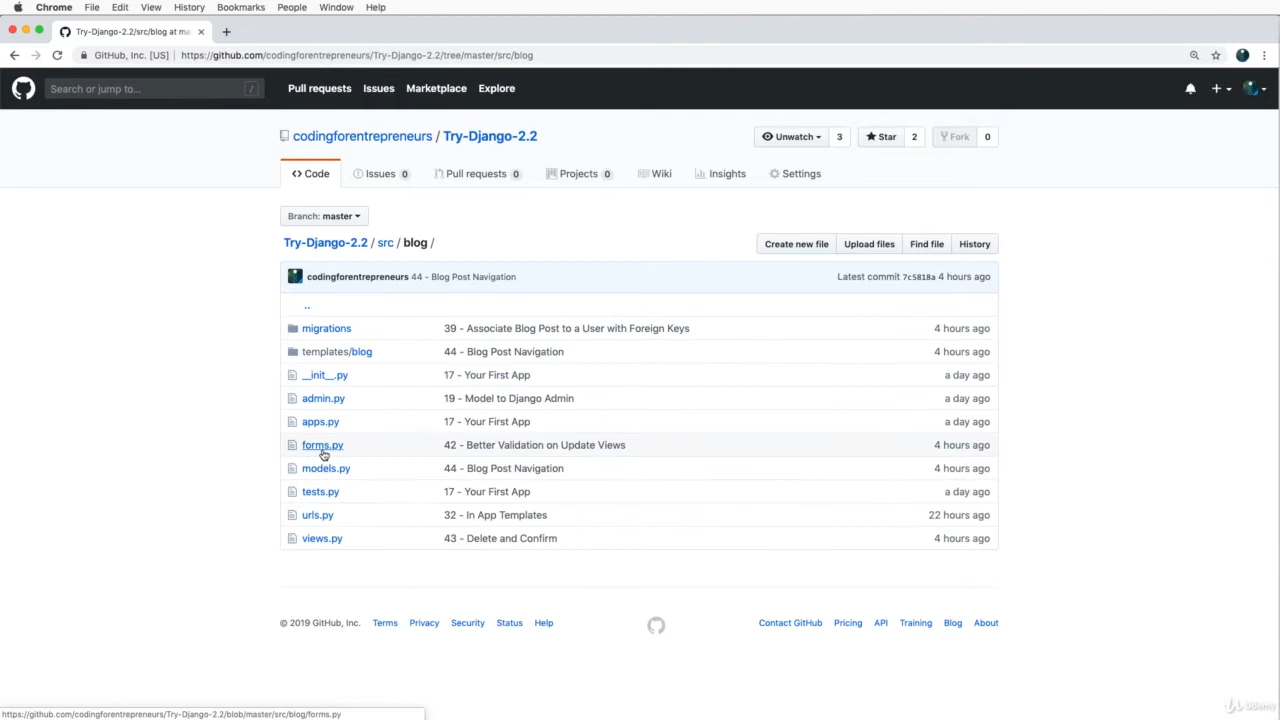 Chrome File Edit View History Bookmarks People Window Help
Try-Django-2.2/src/blog at ma
GitHub, Inc. [US] | https://github.com/codingforentrepreneurs/Try-Django-2.2/tree/master/src/blog
Search or jump to... / Pull requests Issues Marketplace Explore
codingforentrepreneurs / Try-Django-2.2 Unwatch 3 Star 2 Fork 0
Code Issues 0 Pull requests 0 Projects 0 Wiki Insights Settings
Branch: master
Try-Django-2.2 / src / blog / Create new file Upload files Find file History
codingforentrepreneurs 44 - Blog Post Navigation Latest commit 7c5818a 4 hours ago
..
migrations 39 - Associate Blog Post to a User with Foreign Keys 4 hours ago
templates/blog 44 - Blog Post Navigation 4 hours ago
__init__.py 17 - Your First App a day ago
admin.py 19 - Model to Django Admin a day ago
apps.py 17 - Your First App a day ago
forms.py 42 - Better Validation on Update Views 4 hours ago
models.py 44 - Blog Post Navigation 4 hours ago
tests.py 17 - Your First App a day ago
urls.py 32 - In App Templates 22 hours ago
views.py 43 - Delete and Confirm 4 hours ago
© 2019 GitHub, Inc. Terms Privacy Security Status Help Contact GitHub Pricing API Training Blog About
https://github.com/codingforentrepreneurs/Try-Django-2.2/blob/master/src/blog/forms.py
Udemy